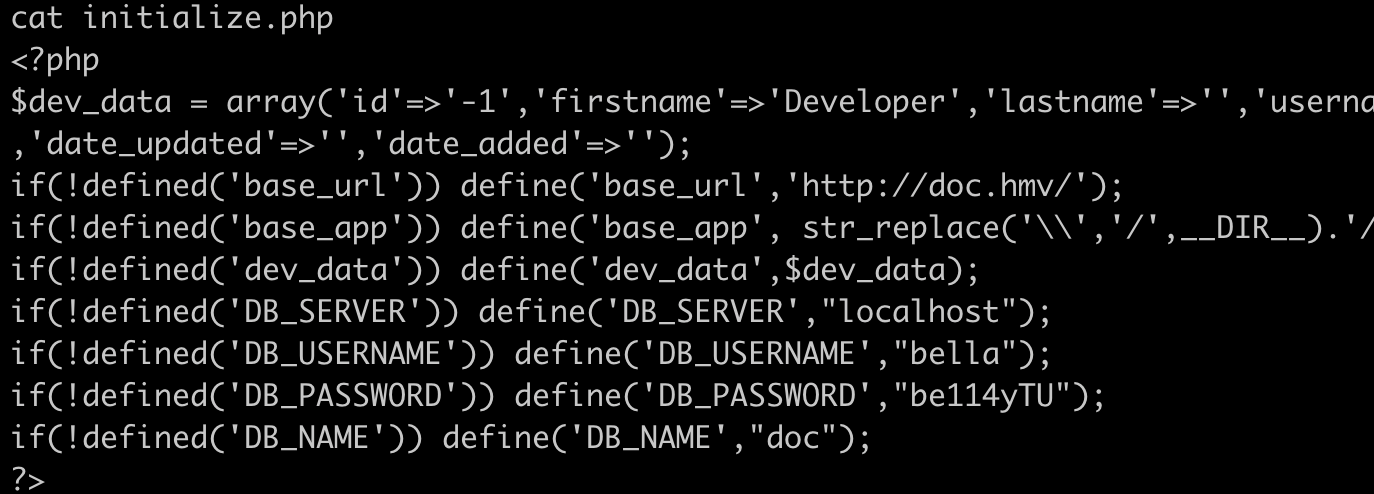 cat initialize.php
<?php
$dev_data = array('id'=>'-1','firstname'=>'Developer','lastname'=>'','userna
,'date_updated'=>'','date_added'=>'');
if(!defined('base_url')) define('base_url','http://doc.hmv/');
if(!defined('base_app')) define('base_app', str_replace('\\','/',__DIR__).'/
if(!defined('dev_data')) define('dev_data',$dev_data);
if(!defined('DB_SERVER')) define('DB_SERVER',"localhost");
if(!defined('DB_USERNAME')) define('DB_USERNAME',"bella");
if(!defined('DB_PASSWORD')) define('DB_PASSWORD',"be114yTU");
if(!defined('DB_NAME')) define('DB_NAME',"doc");
?>